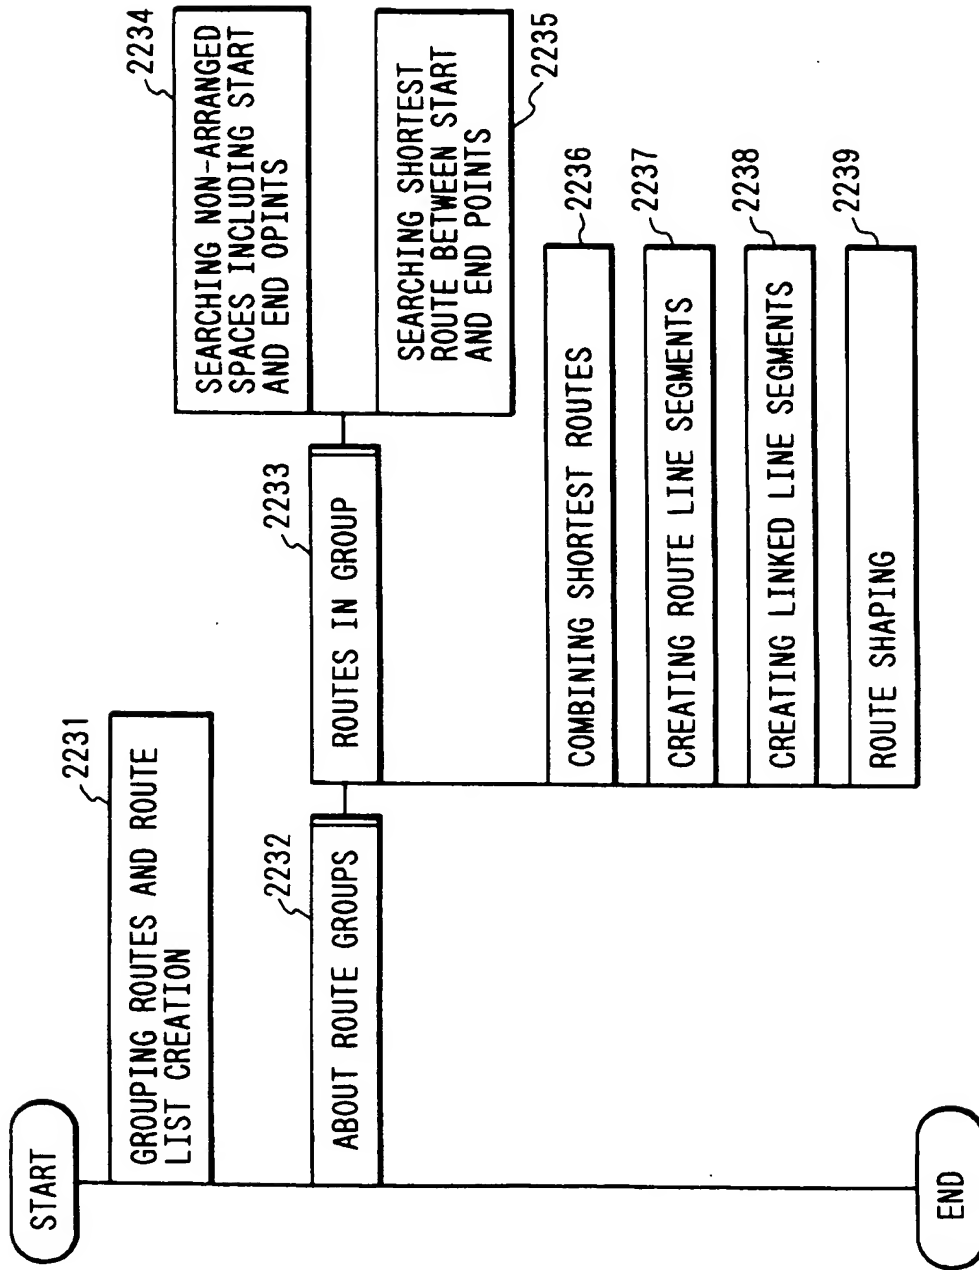 START
2231
GROUPING ROUTES AND ROUTE
LIST CREATION
2232
ABOUT ROUTE GROUPS
2233
ROUTES IN GROUP
2234
SEARCHING NON-ARRANGED
SPACES INCLUDING START
AND END OPINTS
2235
SEARCHING SHORTEST
ROUTE BETWEEN START
AND END POINTS
2236
COMBINING SHORTEST ROUTES
2237
CREATING ROUTE LINE SEGMENTS
2238
CREATING LINKED LINE SEGMENTS
2239
ROUTE SHAPING
END